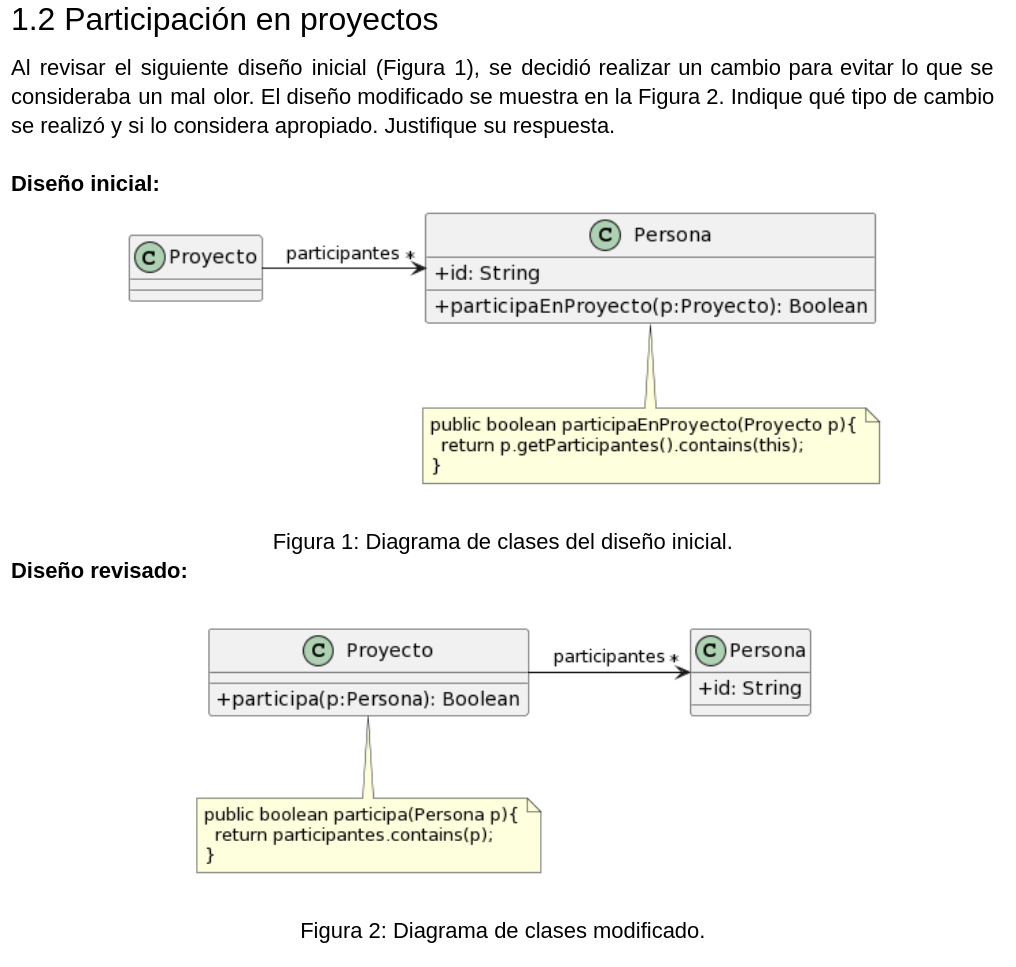 1.2 Participación en proyectos
Al revisar el siguiente diseño inicial (Figura 1), se decidió realizar un cambio para evitar lo que se
consideraba un mal olor. El diseño modificado se muestra en la Figura 2. Indique qué tipo de cambio
se realizó y si lo considera apropiado. Justifique su respuesta.
Diseño inicial:
C Proyecto
participantes *
C Persona
+id: String
+participaEnProyecto(p:Proyecto): Boolean
public boolean participaEnProyecto(Proyecto p){
return p.getParticipantes().contains(this);
}
Figura 1: Diagrama de clases del diseño inicial.
Diseño revisado:
C Proyecto
+participa(p:Persona): Boolean
participantes *
C Persona
+id: String
public boolean participa(Persona p){
return participantes.contains(p);
}
Figura 2: Diagrama de clases modificado.